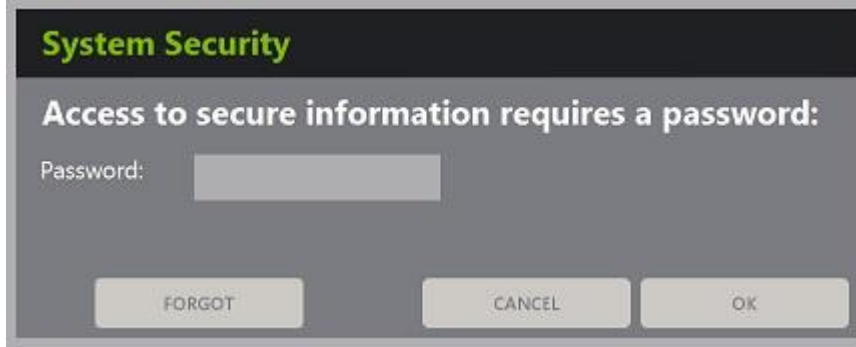 System Security
Access to secure information requires a password:
Password:
FORGOT CANCEL OK